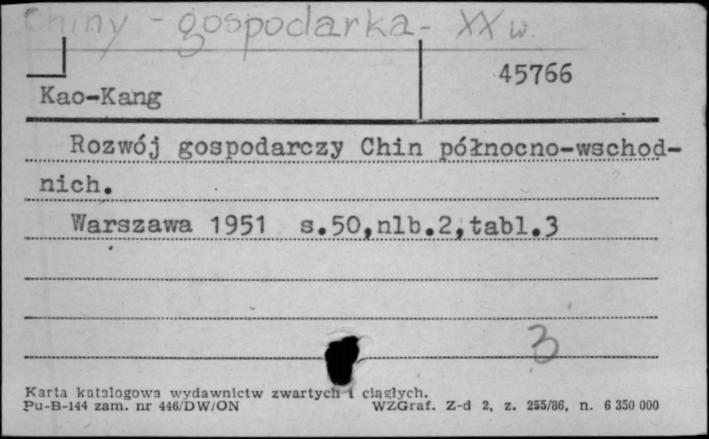 Chiny - gospodarka - XX w.
45766
Kao-Kang
Rozwój gospodarczy Chin północno-wschod-
nich.
Warszawa 1951 s.50,nlb.2,tabl.3
3
Karta katalogowa wydawnictw zwartych i ciągłych.
Pu-B-144 zam. nr 446/DW/ON WZGraf. Z-d 2, z. 255/86, n. 6 350 000